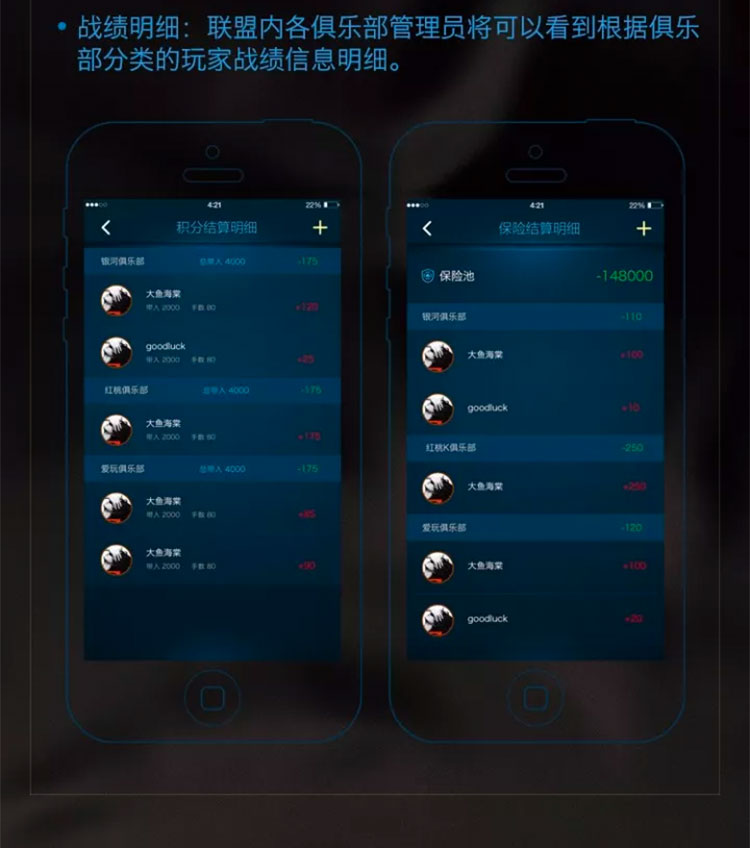 • 战绩明细：联盟内各俱乐部管理员将可以看到根据俱乐
部分类的玩家战绩信息明细。
4:21 22%
积分结算明细
银河俱乐部 总带入 4000 -175
大鱼海棠
带入 2000 手数 80 +120
goodluck
带入 2000 手数 80 +25
红桃俱乐部 总带入 4000 -175
大鱼海棠
带入 2000 手数 80 +175
爱玩俱乐部 总带入 4000 -175
大鱼海棠
带入 2000 手数 80 +85
大鱼海棠
带入 2000 手数 80 +90
4:21 22%
保险结算明细
保险池 -148000
银河俱乐部 -110
大鱼海棠 +100
goodluck +10
红桃K俱乐部 -250
大鱼海棠 +250
爱玩俱乐部 -120
大鱼海棠 +100
goodluck +20